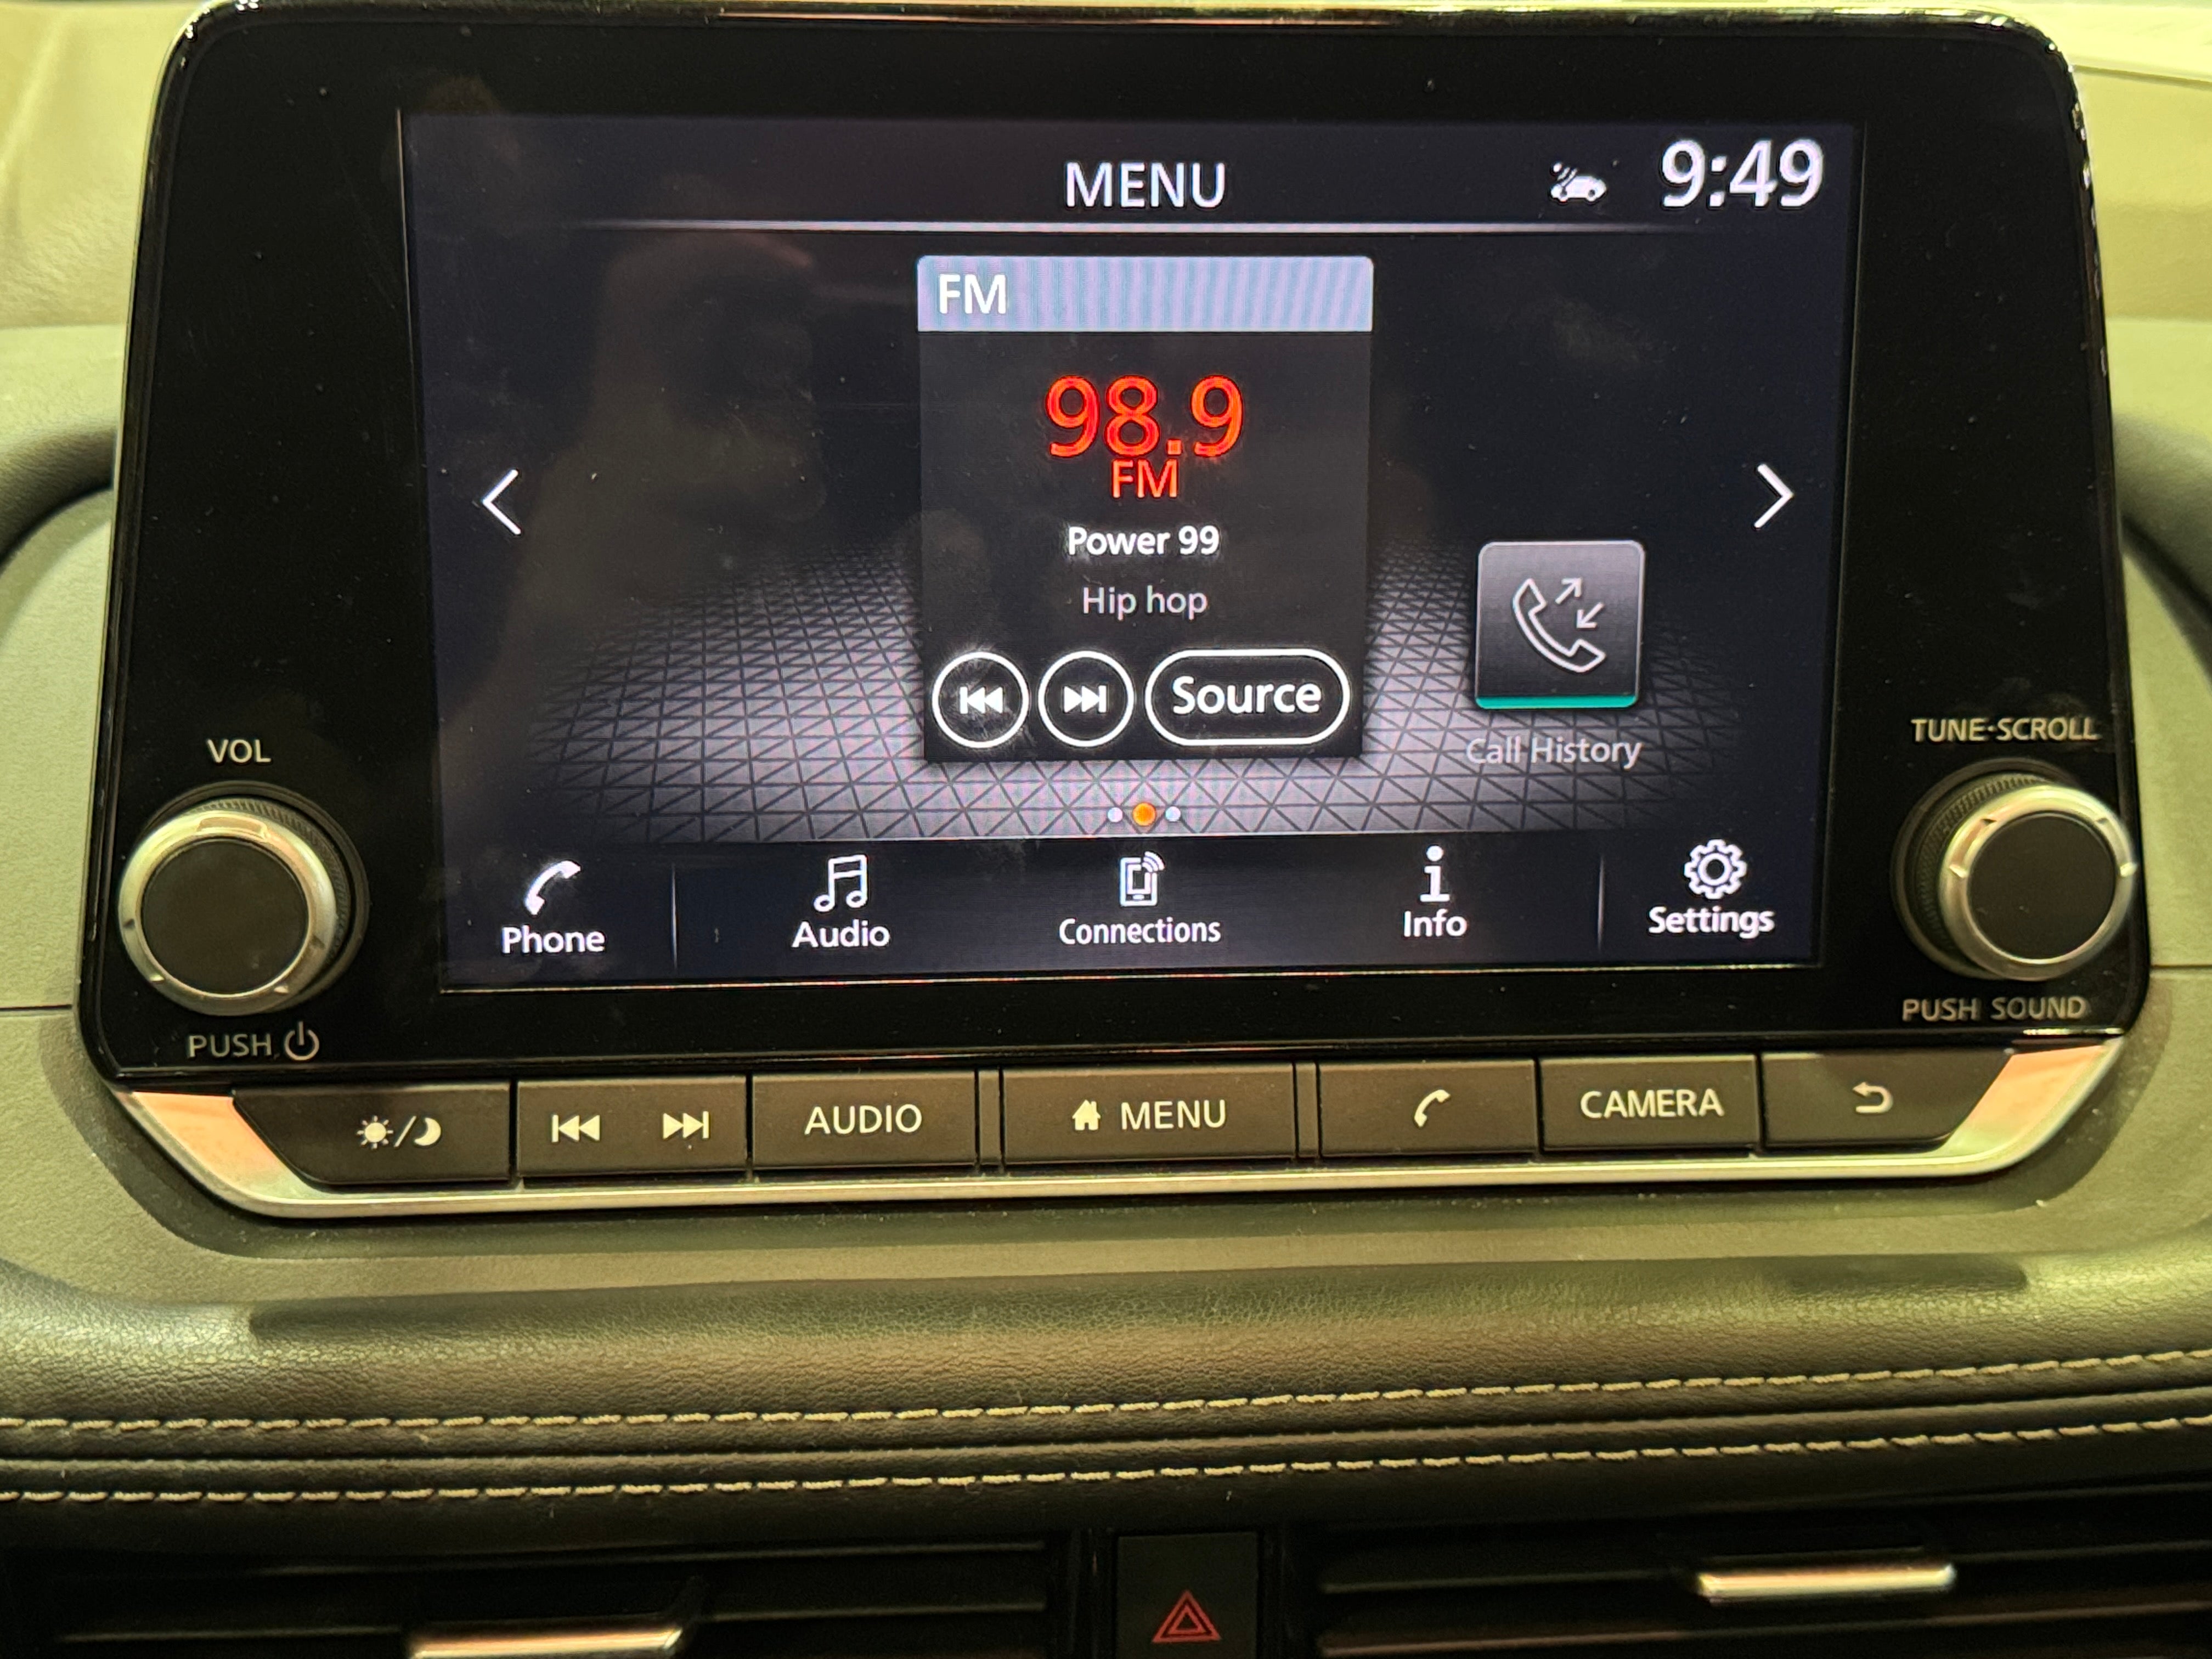 MENU
9:49
FM
98.9
FM
Power 99
Hip hop
Source
Call History
VOL
TUNE•SCROLL
Phone
Audio
Connections
Info
Settings
PUSH
PUSH SOUND
AUDIO
MENU
CAMERA